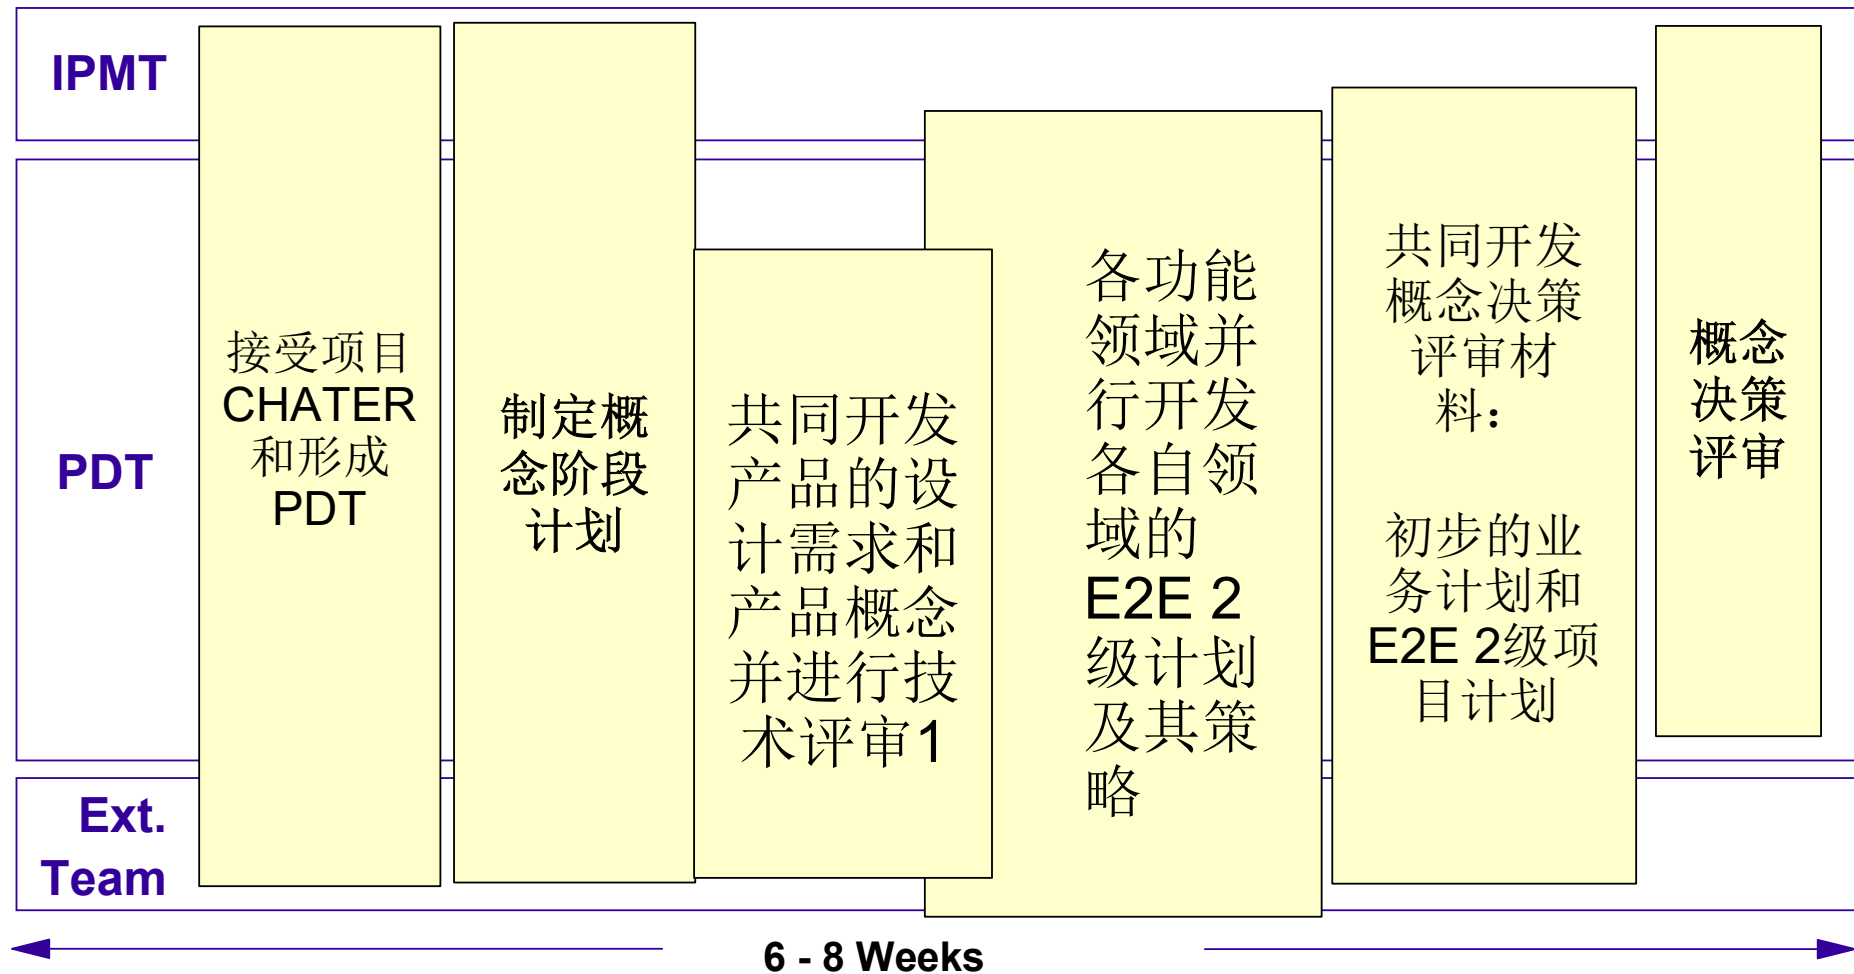 IPMT
PDT
Ext.
Team
接受项目
CHATER
和形成
PDT
制定概
念阶段
计划
共同开发
产品的设
计需求和
产品概念
并进行技
术评审1
各功能
领域并
行开发
各自领
域的
E2E 2
级计划
及其策
略
共同开发
概念决策
评审材
料：
初步的业
务计划和
E2E 2级项
目计划
概念
决策
评审
6 - 8 Weeks